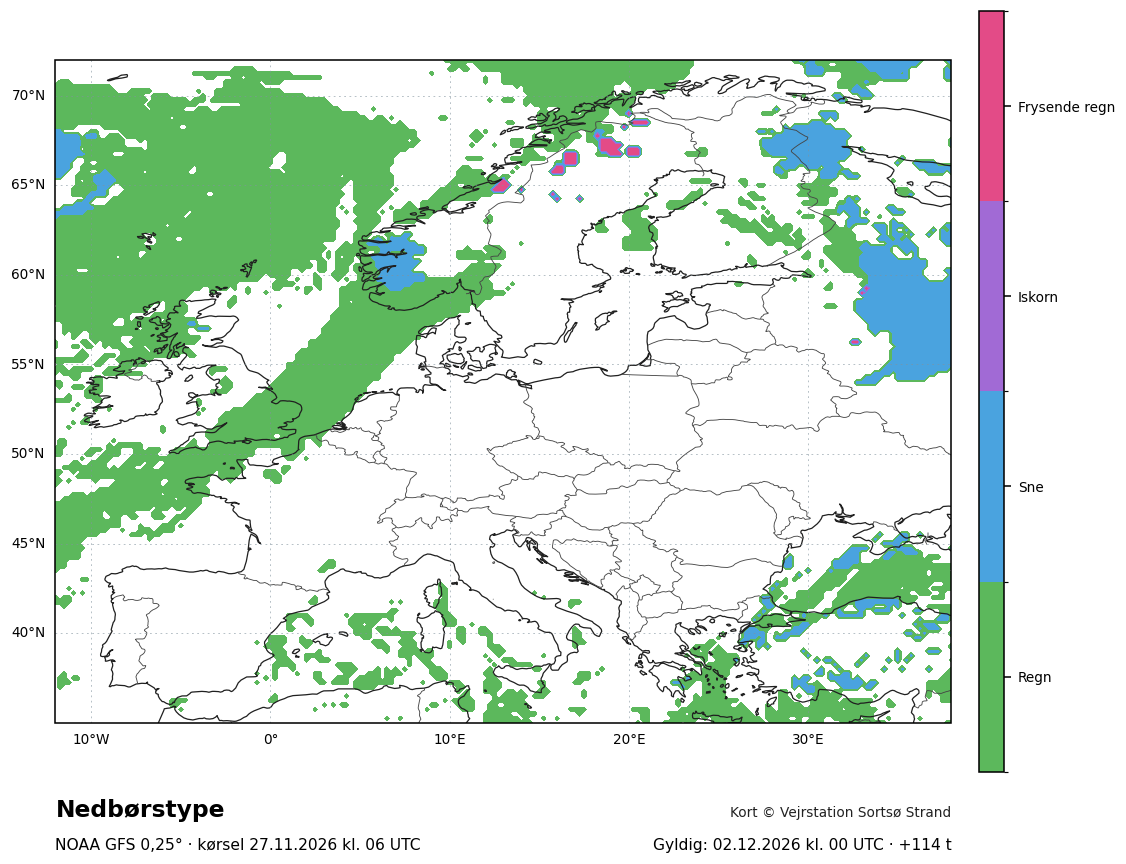 70°N
65°N
60°N
55°N
50°N
45°N
40°N
10°W
0°
10°E
20°E
30°E
Frysende regn
Iskorn
Sne
Regn
Nedbørstype
Kort © Vejrstation Sortsø Strand
NOAA GFS 0,25° · kørsel 27.11.2026 kl. 06 UTC
Gyldig: 02.12.2026 kl. 00 UTC · +114 t